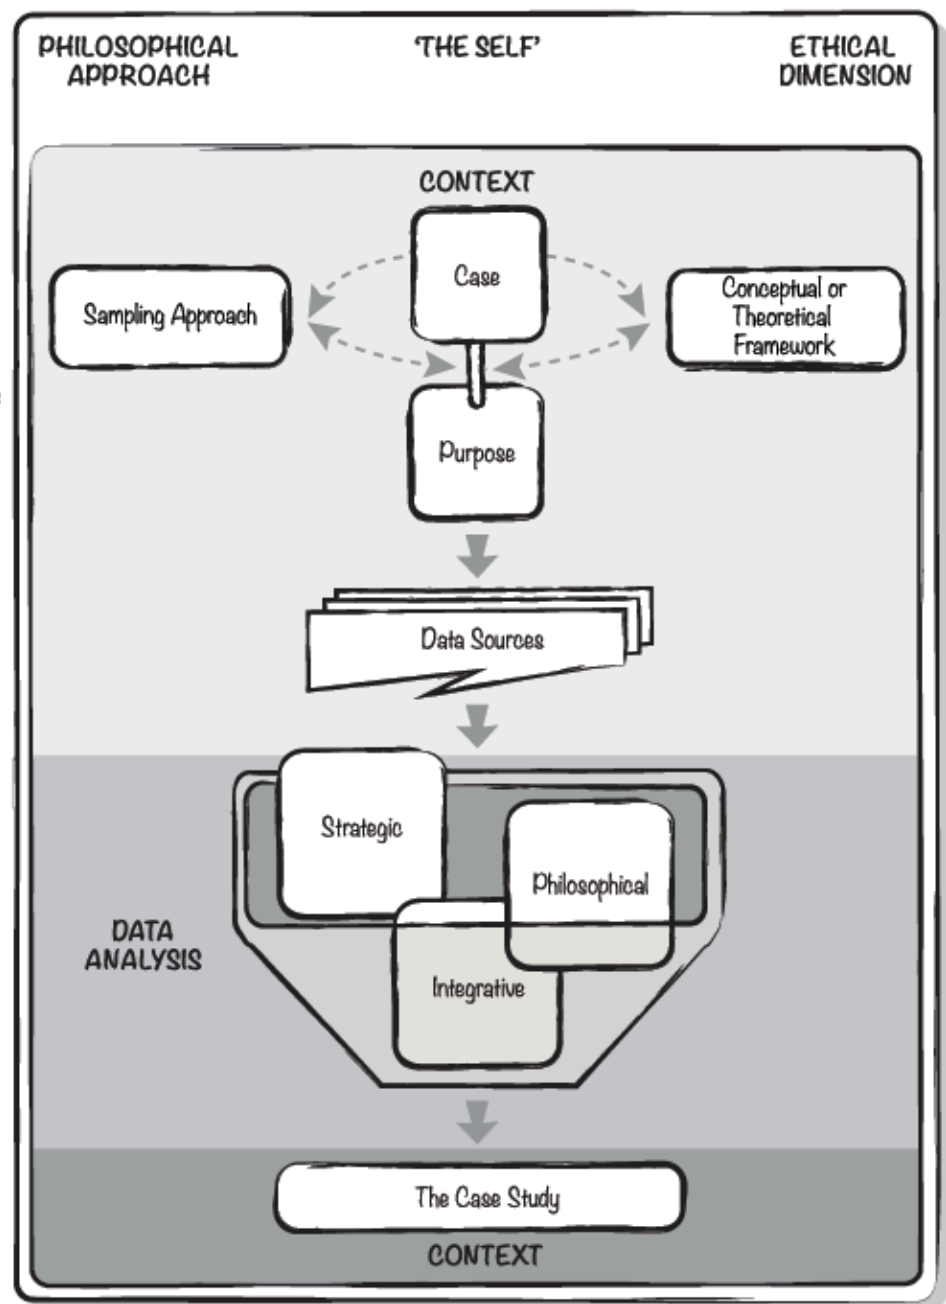 PHILOSOPHICAL
APPROACH
‘THE SELF’
ETHICAL
DIMENSION
CONTEXT
Case
Sampling Approach
Conceptual or
Theoretical
Framework
Purpose
Data Sources
Strategic
Philosophical
DATA
ANALYSIS
Integrative
The Case Study
CONTEXT